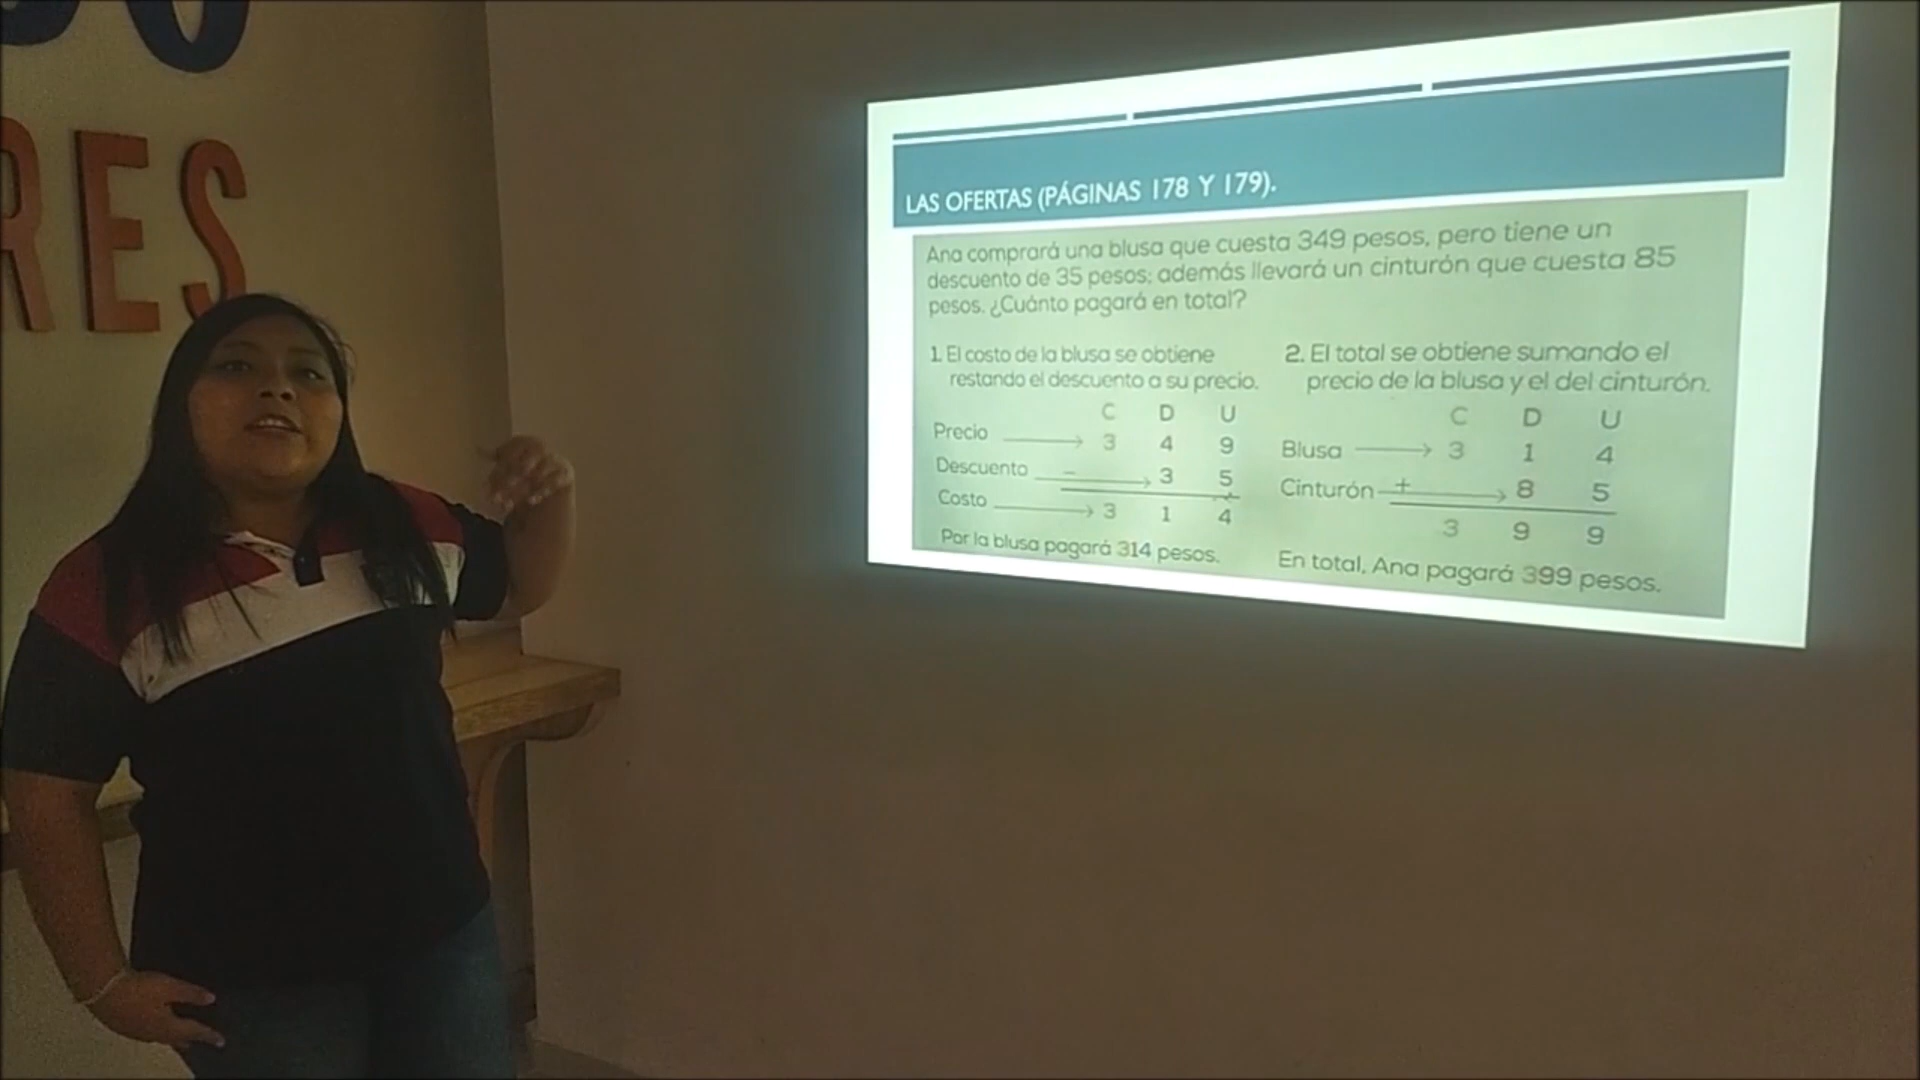 RES
LAS OFERTAS (PÁGINAS 178 Y 179).
Ana comprará una blusa que cuesta 349 pesos, pero tiene un
descuento de 35 pesos; además llevará un cinturón que cuesta 85
pesos. ¿Cuánto pagará en total?
1. El costo de la blusa se obtiene
restando el descuento a su precio.
C D U
Precio → 3 4 9
Descuento − → 3 5
Costo → 3 1 4
Por la blusa pagará 314 pesos.
2. El total se obtiene sumando el
precio de la blusa y el del cinturón.
C D U
Blusa → 3 1 4
Cinturón + → 8 5
3 9 9
En total, Ana pagará 399 pesos.